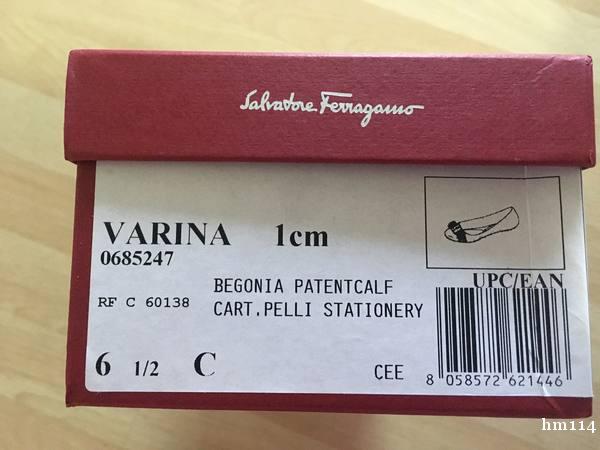 Salvatore Ferragamo
VARINA 1cm
0685247
UPC/EAN
RF C 60138
BEGONIA PATENTCALF
CART.PELLI STATIONERY
6 1/2 C
CEE
8 058572 621446
hm114